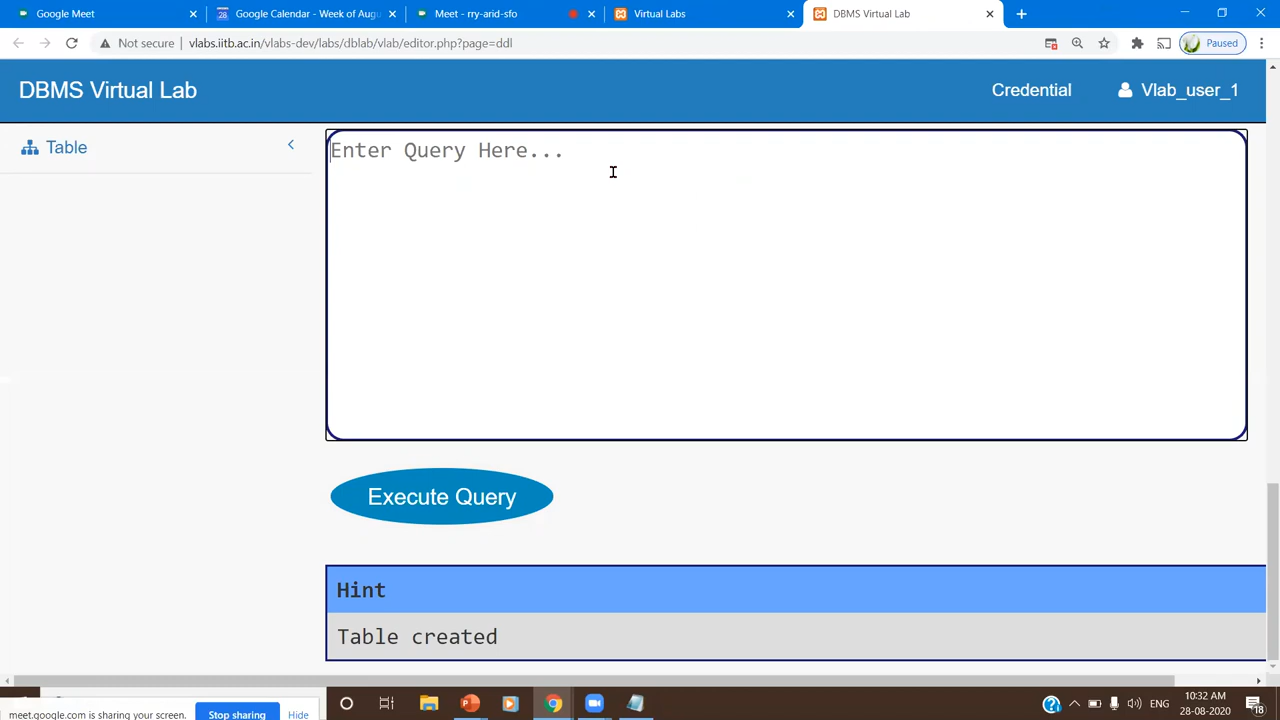 Google Meet
Google Calendar - Week of Augu
Meet - rry-arid-sfo
Virtual Labs
DBMS Virtual Lab
Not secure
vlabs.iitb.ac.in/vlabs-dev/labs/dblab/vlab/editor.php?page=ddl
Paused
DBMS Virtual Lab
Credential
Vlab_user_1
Table
Enter Query Here...
Execute Query
Hint
Table created
meet.google.com is sharing your screen.
Stop sharing
Hide
ENG
10:32 AM
28-08-2020
18